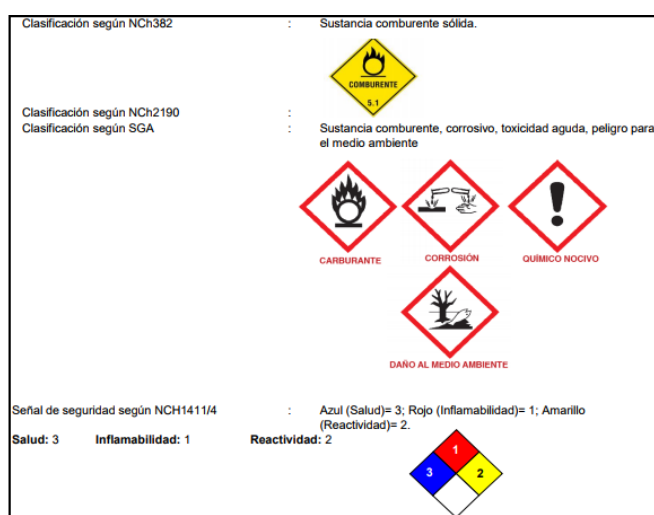 Clasificación según NCh382 : Sustancia comburente sólida.
COMBURENTE
5.1
Clasificación según NCh2190 :
Clasificación según SGA : Sustancia comburente, corrosivo, toxicidad aguda, peligro para
el medio ambiente
CARBURANTE CORROSIÓN QUÍMICO NOCIVO
DAÑO AL MEDIO AMBIENTE
Señal de seguridad según NCH1411/4 : Azul (Salud)= 3; Rojo (Inflamabilidad)= 1; Amarillo
(Reactividad)= 2.
Salud: 3 Inflamabilidad: 1 Reactividad: 2
1
3 2